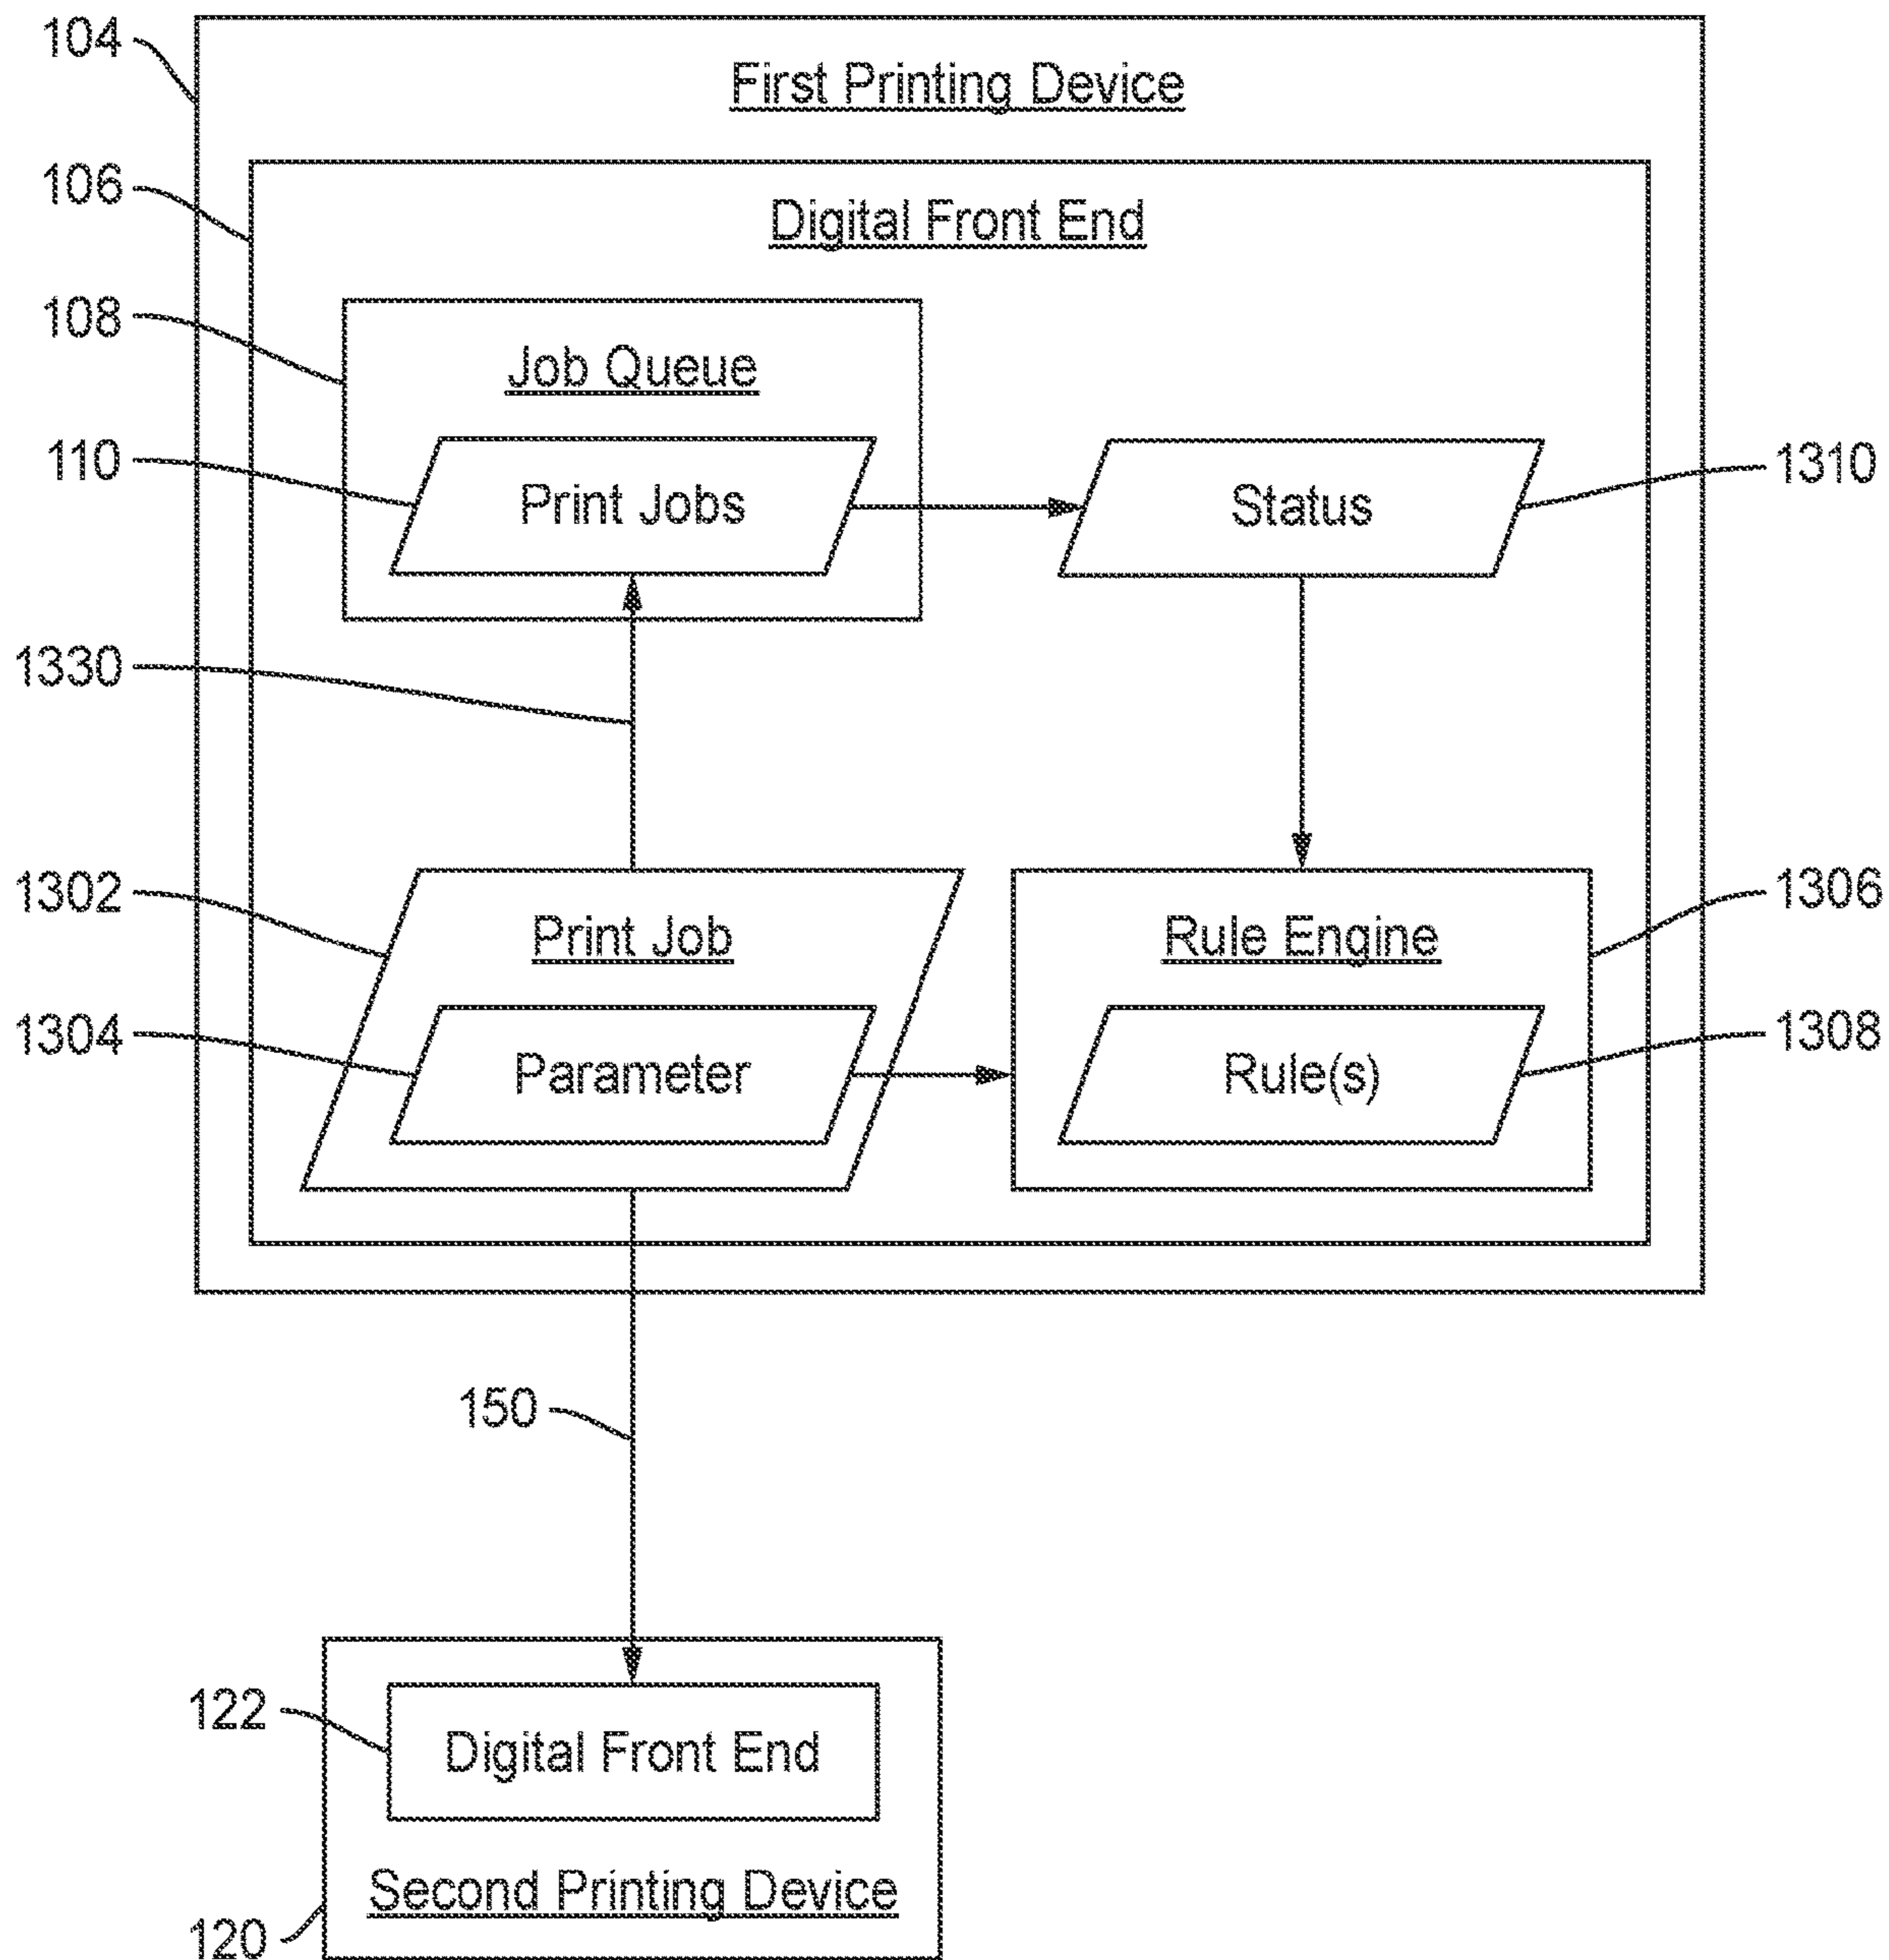 104
First Printing Device
106
Digital Front End
108
Job Queue
110
Print Jobs
Status
1310
1330
1302
Print Job
Rule Engine
1306
1304
Parameter
Rule(s)
1308
150
122
Digital Front End
Second Printing Device
120